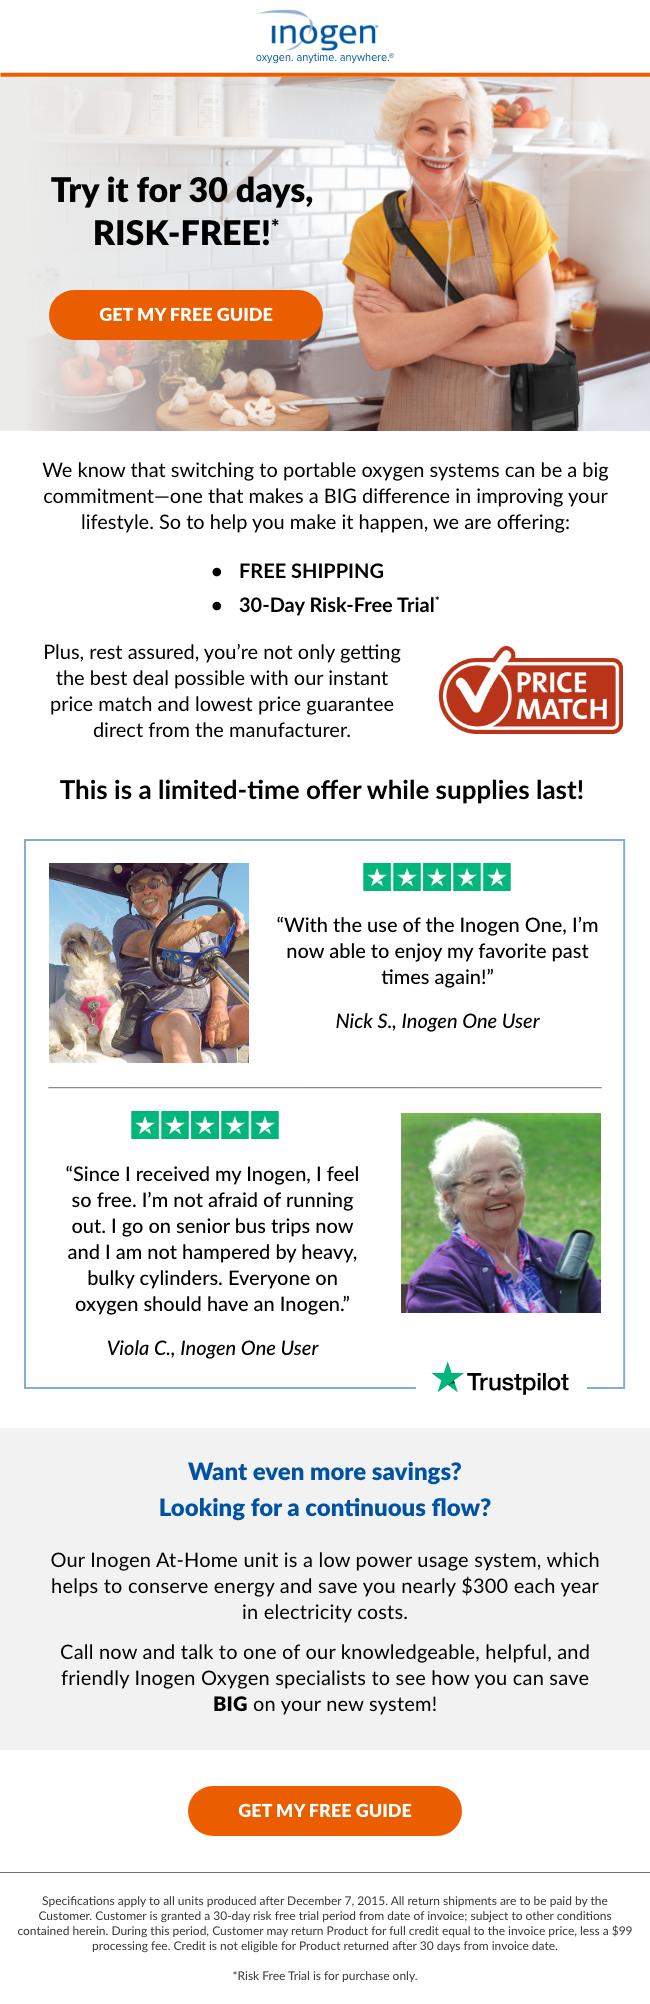 inogen
oxygen. anytime. anywhere.®
Try it for 30 days,
RISK-FREE!*
GET MY FREE GUIDE
We know that switching to portable oxygen systems can be a big
commitment—one that makes a BIG difference in improving your
lifestyle. So to help you make it happen, we are offering:
● FREE SHIPPING
● 30-Day Risk-Free Trial*
Plus, rest assured, you’re not only getting
the best deal possible with our instant
price match and lowest price guarantee
direct from the manufacturer.
PRICE
MATCH
This is a limited-time offer while supplies last!
“With the use of the Inogen One, I’m
now able to enjoy my favorite past
times again!”
Nick S., Inogen One User
“Since I received my Inogen, I feel
so free. I’m not afraid of running
out. I go on senior bus trips now
and I am not hampered by heavy,
bulky cylinders. Everyone on
oxygen should have an Inogen.”
Viola C., Inogen One User
Trustpilot
Want even more savings?
Looking for a continuous flow?
Our Inogen At-Home unit is a low power usage system, which
helps to conserve energy and save you nearly $300 each year
in electricity costs.
Call now and talk to one of our knowledgeable, helpful, and
friendly Inogen Oxygen specialists to see how you can save
BIG on your new system!
GET MY FREE GUIDE
Specifications apply to all units produced after December 7, 2015. All return shipments are to be paid by the
Customer. Customer is granted a 30-day risk free trial period from date of invoice; subject to other conditions
contained herein. During this period, Customer may return Product for full credit equal to the invoice price, less a $99
processing fee. Credit is not eligible for Product returned after 30 days from invoice date.
*Risk Free Trial is for purchase only.